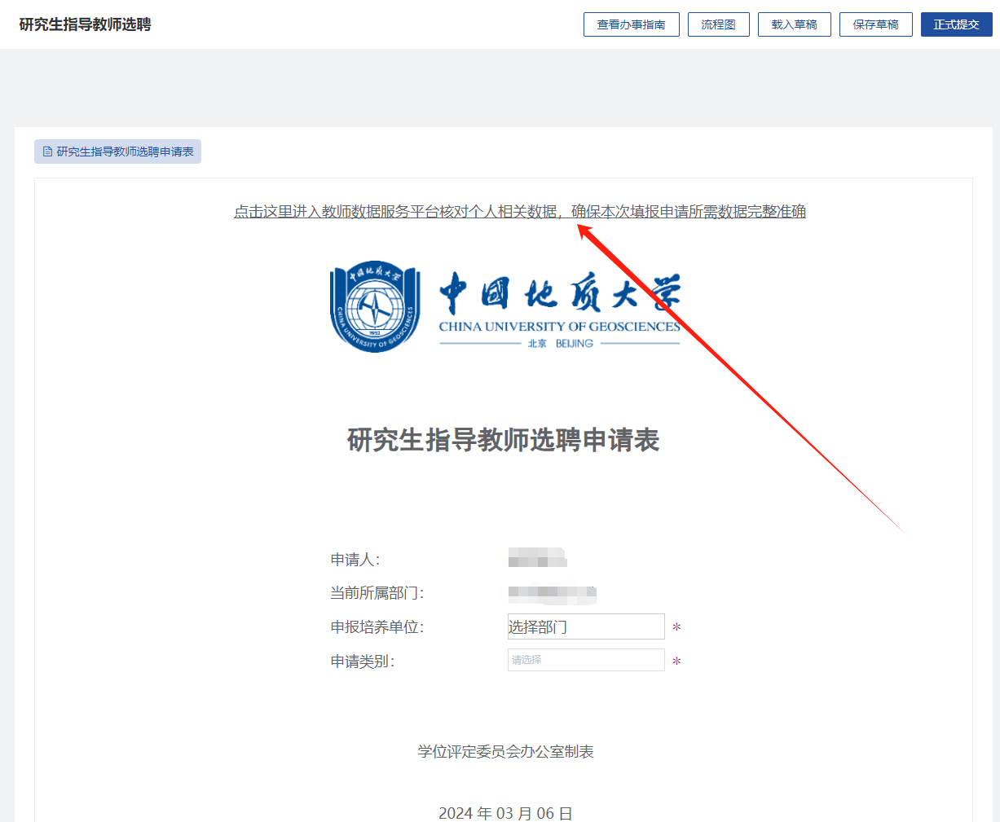 研究生指导教师选聘
查看办事指南 流程图 载入草稿 保存草稿 正式提交
研究生指导教师选聘申请表
点击这里进入教师数据服务平台核对个人相关数据，确保本次填报申请所需数据完整准确
中国地质大学
CHINA UNIVERSITY OF GEOSCIENCES
1952
中國地质大学
CHINA UNIVERSITY OF GEOSCIENCES
北京 BEIJING
研究生指导教师选聘申请表
申请人：
当前所属部门：
申报培养单位： 选择部门 *
申请类别： 请选择 *
学位评定委员会办公室制表
2024 年 03 月 06 日